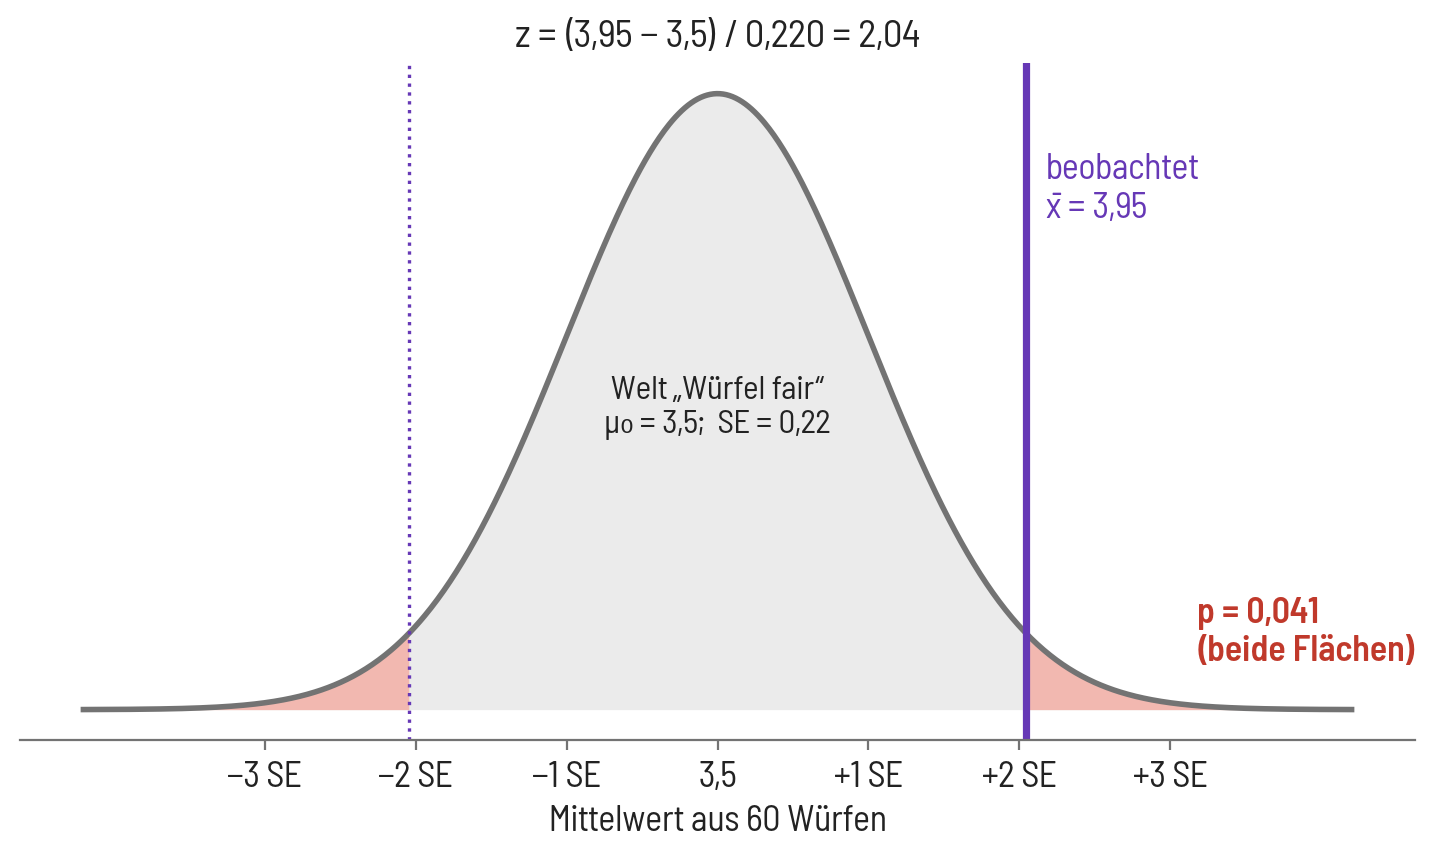 z = (3,95 − 3,5) / 0,220 = 2,04
beobachtet
x̄ = 3,95
Welt „Würfel fair“
μ₀ = 3,5; SE = 0,22
p = 0,041
(beide Flächen)
−3 SE −2 SE −1 SE 3,5 +1 SE +2 SE +3 SE
Mittelwert aus 60 Würfen